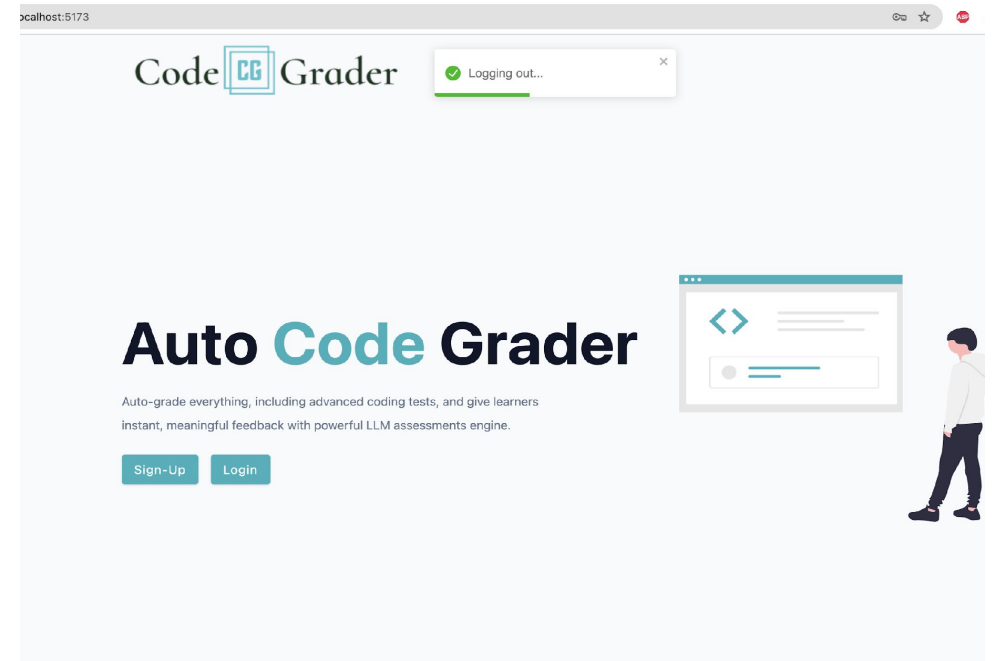 ocalhost:5173
ABP
Code CG Grader
Logging out...
Auto Code Grader
Auto-grade everything, including advanced coding tests, and give learners
instant, meaningful feedback with powerful LLM assessments engine.
Sign-Up Login